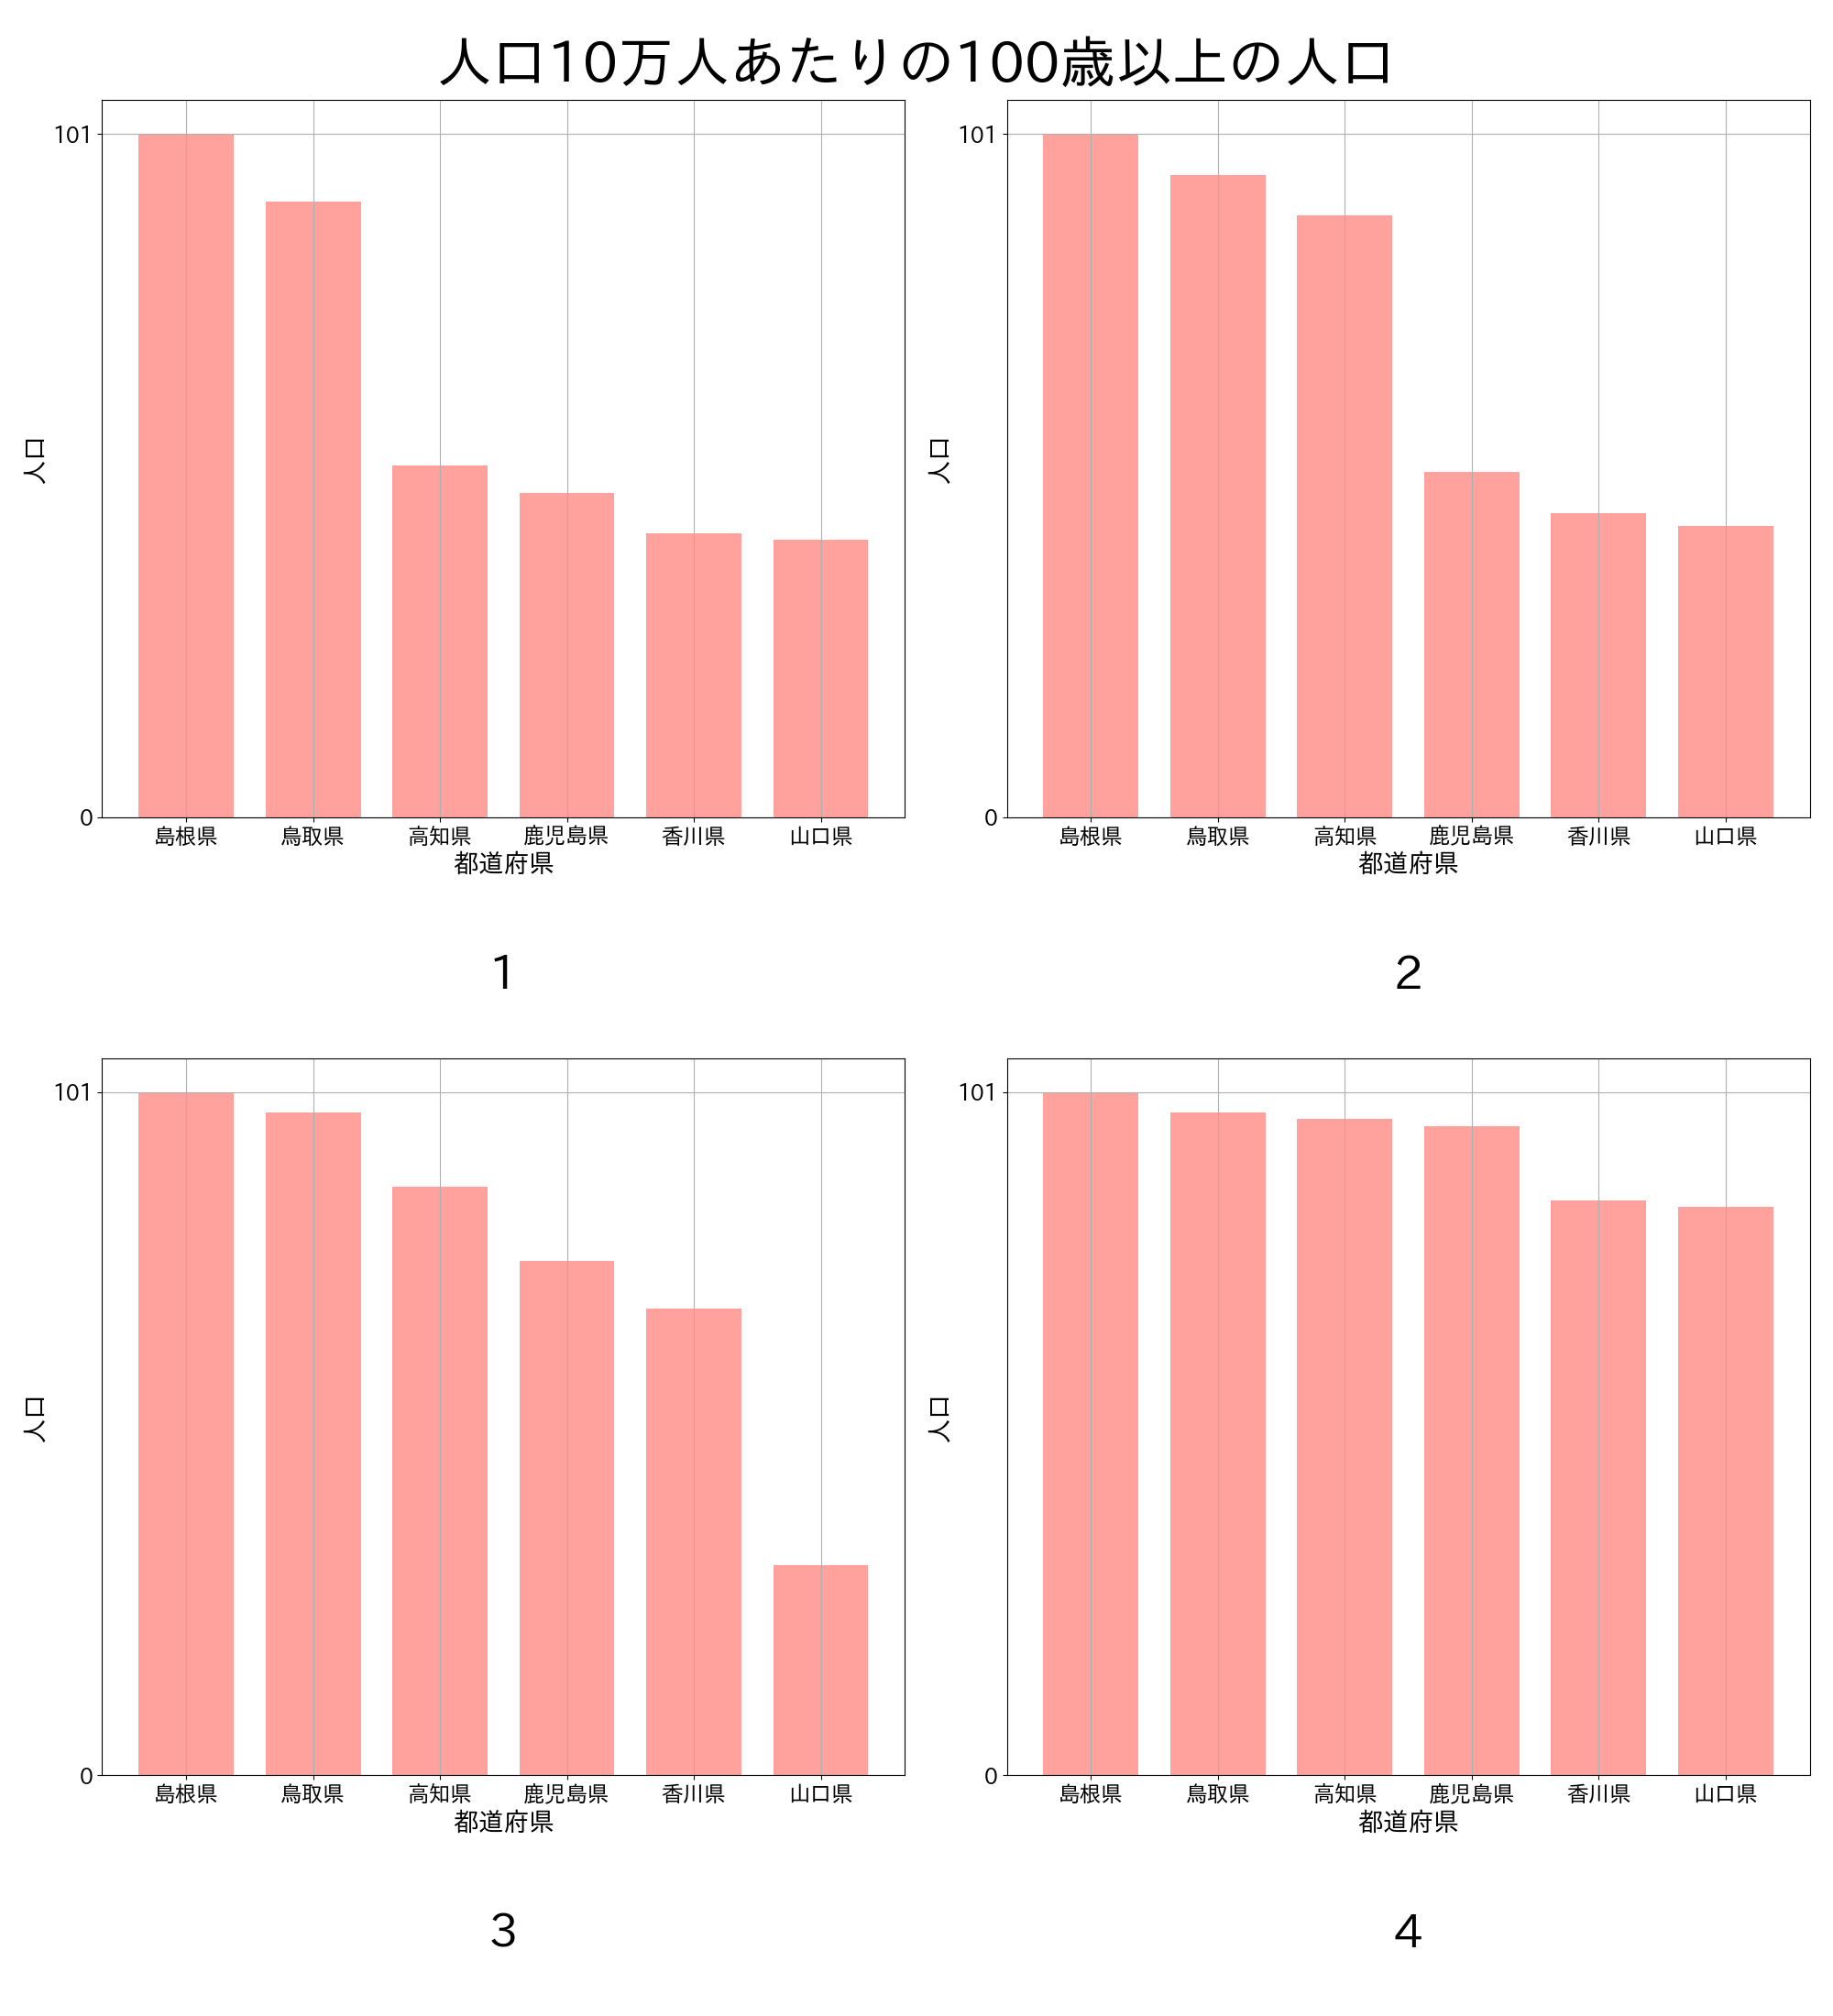 人口10万人あたりの100歳以上の人口
101
0
人口
島根県 鳥取県 高知県 鹿児島県 香川県 山口県
都道府県
1
101
0
人口
島根県 鳥取県 高知県 鹿児島県 香川県 山口県
都道府県
2
101
0
人口
島根県 鳥取県 高知県 鹿児島県 香川県 山口県
都道府県
3
101
0
人口
島根県 鳥取県 高知県 鹿児島県 香川県 山口県
都道府県
4